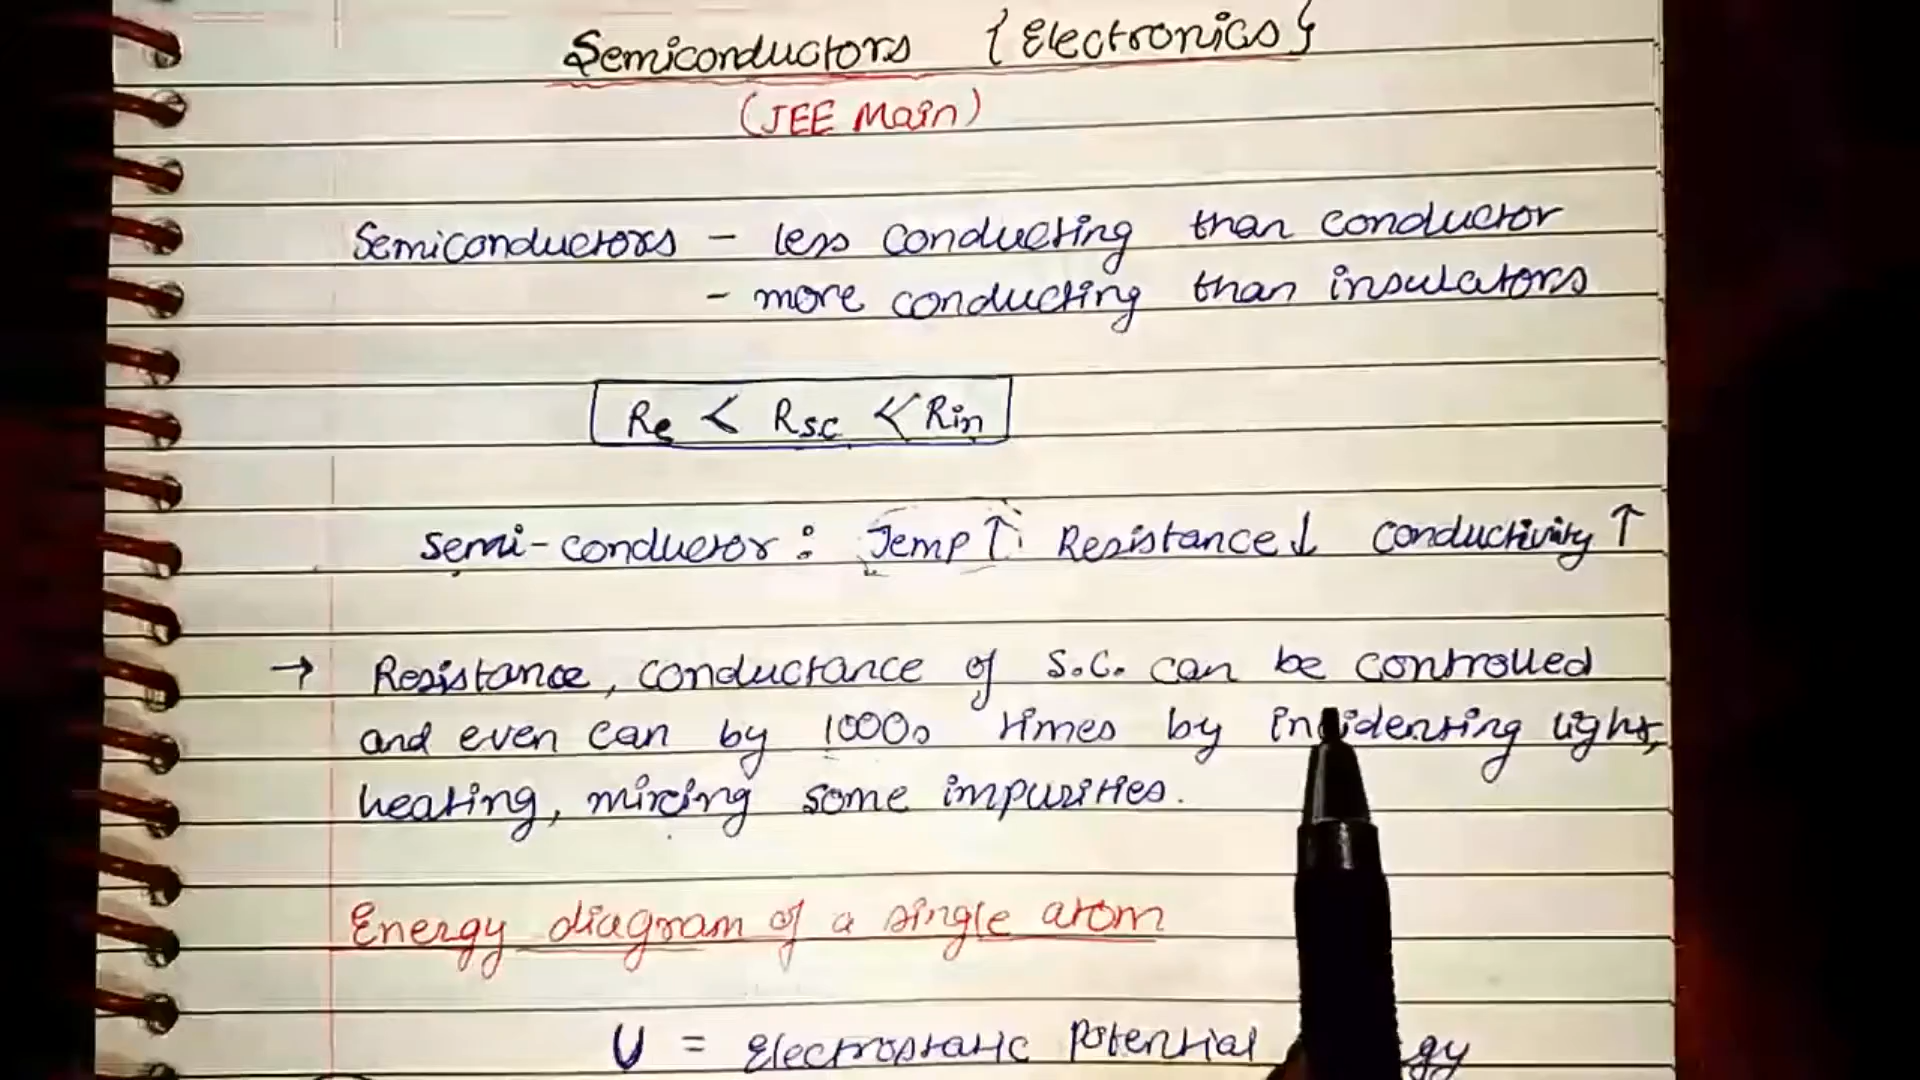 Semiconductors {Electronics}
(JEE Main)
Semiconductors - less conducting than conductor
- more conducting than insulators
Rc < Rsc < Rin
semi-conductor : Temp ↑ Resistance ↓ conductivity ↑
→ Resistance, conductance of S.C. can be controlled
and even can by 1000s times by incidenting light,
heating, mixing some impurities.
Energy diagram of a single atom
U = Electrostatic Potential